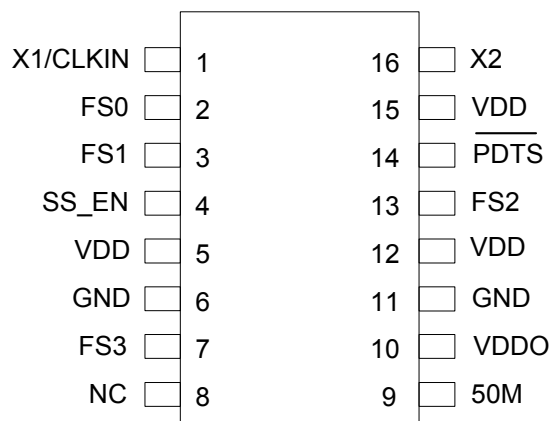 X1/CLKIN 1 16 X2
FS0 2 15 VDD
FS1 3 14 PDTS
SS_EN 4 13 FS2
VDD 5 12 VDD
GND 6 11 GND
FS3 7 10 VDDO
NC 8 9 50M